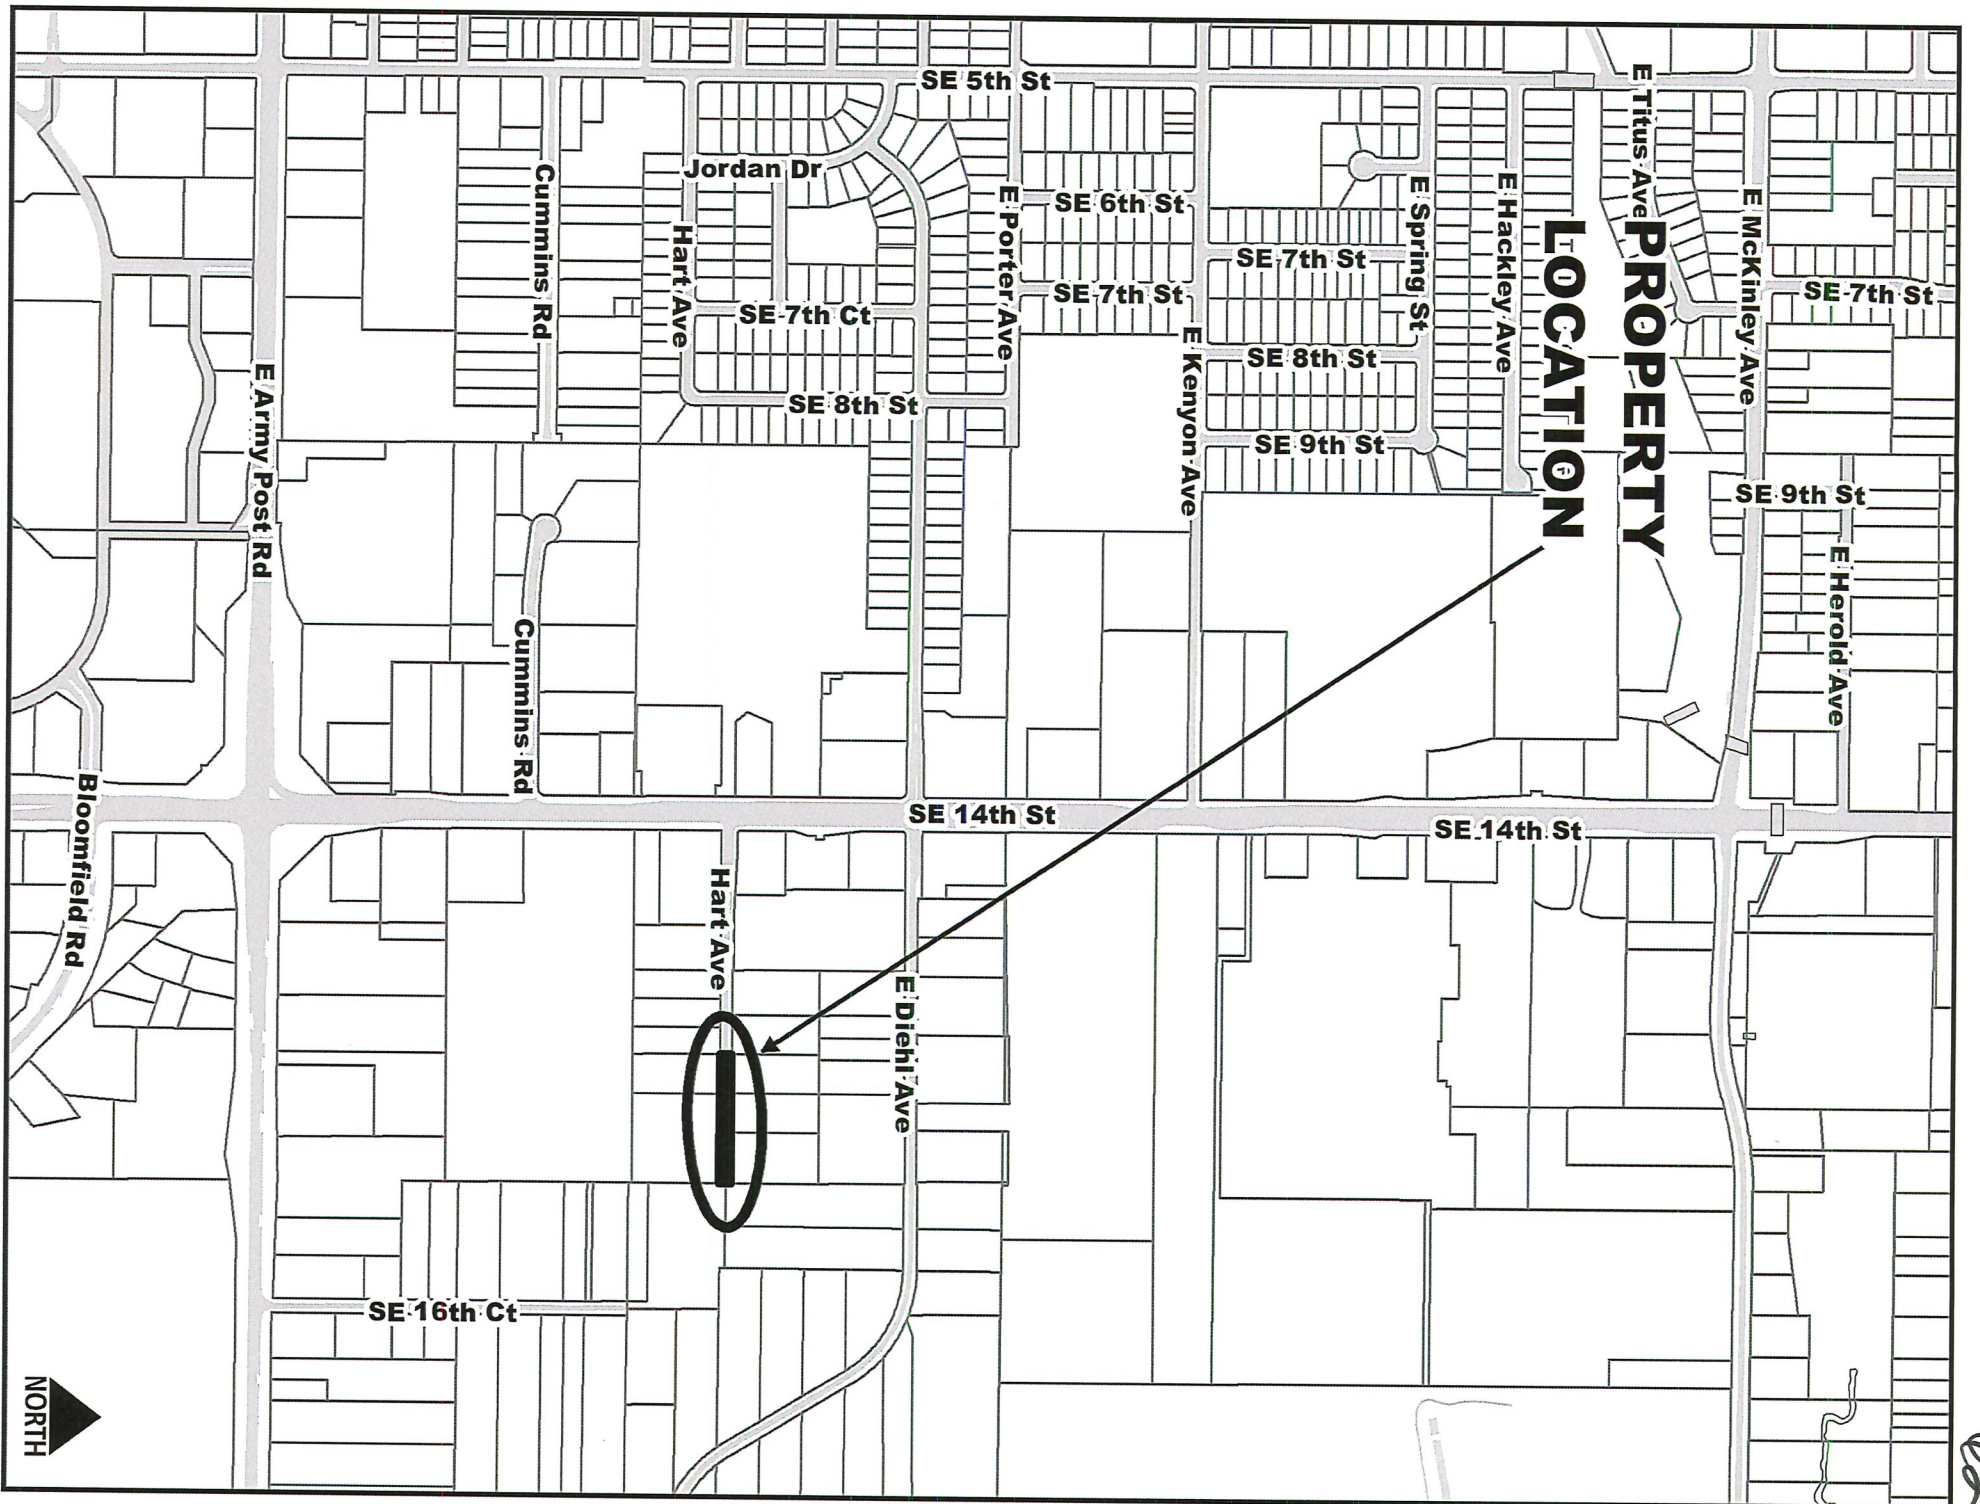 SE 5th St
E Titus Ave
Jordan Dr
Cummins Rd
SE 6th St
E Porter Ave
E Spring St
E Hackley Ave
E McKinley Ave
PROPERTY
LOCATION
Hart Ave
SE 7th St
SE 7th St
SE 7th St
SE 7th Ct
SE 8th St
SE 8th St
E Kenyon Ave
E Army Post Rd
SE 9th St
SE 9th St
E Herold Ave
Cummins Rd
Bloomfield Rd
SE 14th St
SE 14th St
Hart Ave
E Diehl Ave
SE 16th Ct
NORTH